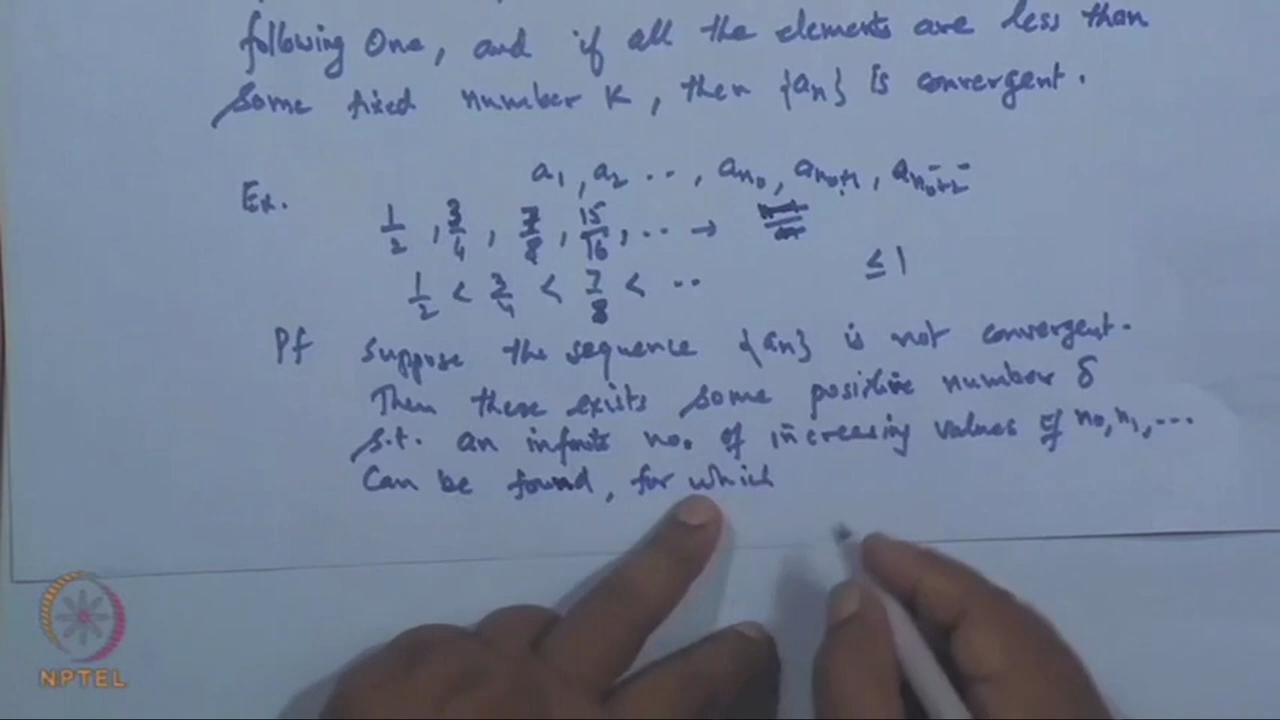 following One, and if all the elements are less than
some fixed number K, then {an} is convergent.
a1, a2 .., an0, an0+1, an0+2 --
Ex.
1/2, 3/4, 7/8, 15/16, .. →
1/2 < 3/4 < 7/8 < .. ≤ 1
Pf Suppose the sequence {an} is not convergent.
Then there exists some positive number δ
s.t. an infinite no. of increasing values of n0, n1, ...
Can be found, for which
NPTEL